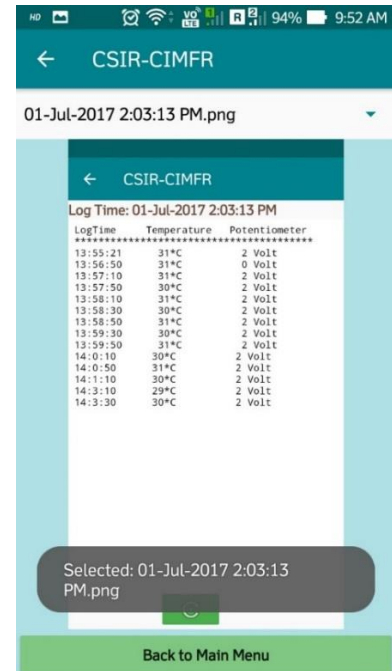 HD VO LTE 1 R 2 94% 9:52 AM
← CSIR-CIMFR
01-Jul-2017 2:03:13 PM.png
← CSIR-CIMFR
Log Time: 01-Jul-2017 2:03:13 PM
LogTime Temperature Potentiometer
****************************************
13:55:21 31*C 2 Volt
13:56:50 31*C 0 Volt
13:57:10 31*C 2 Volt
13:57:50 30*C 2 Volt
13:58:10 31*C 2 Volt
13:58:30 30*C 2 Volt
13:58:50 31*C 2 Volt
13:59:30 30*C 2 Volt
13:59:50 31*C 2 Volt
14:0:10 30*C 2 Volt
14:0:50 31*C 2 Volt
14:1:10 30*C 2 Volt
14:3:10 29*C 2 Volt
14:3:30 30*C 2 Volt
Selected: 01-Jul-2017 2:03:13
PM.png
Back to Main Menu